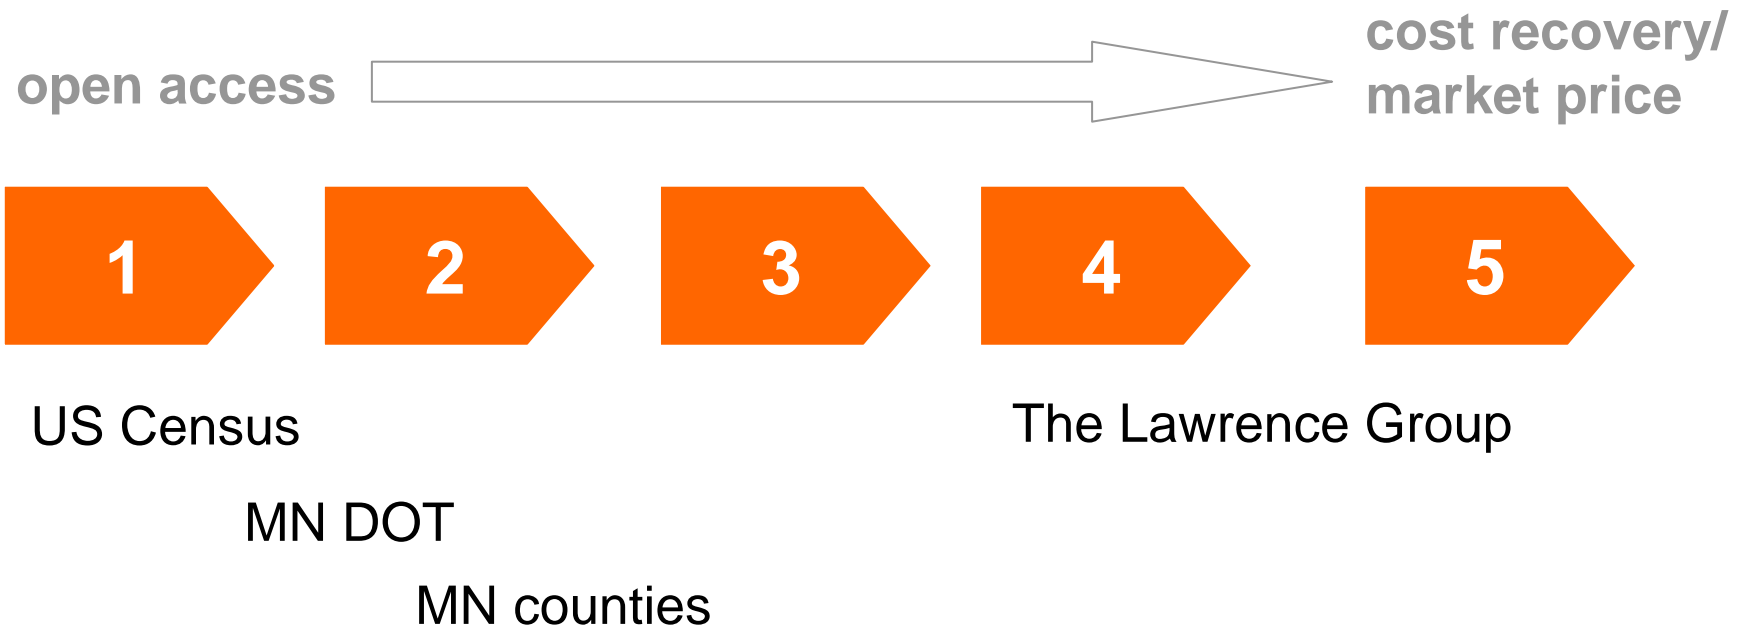 open access
cost recovery/
market price
1
2
3
4
5
US Census
The Lawrence Group
MN DOT
MN counties